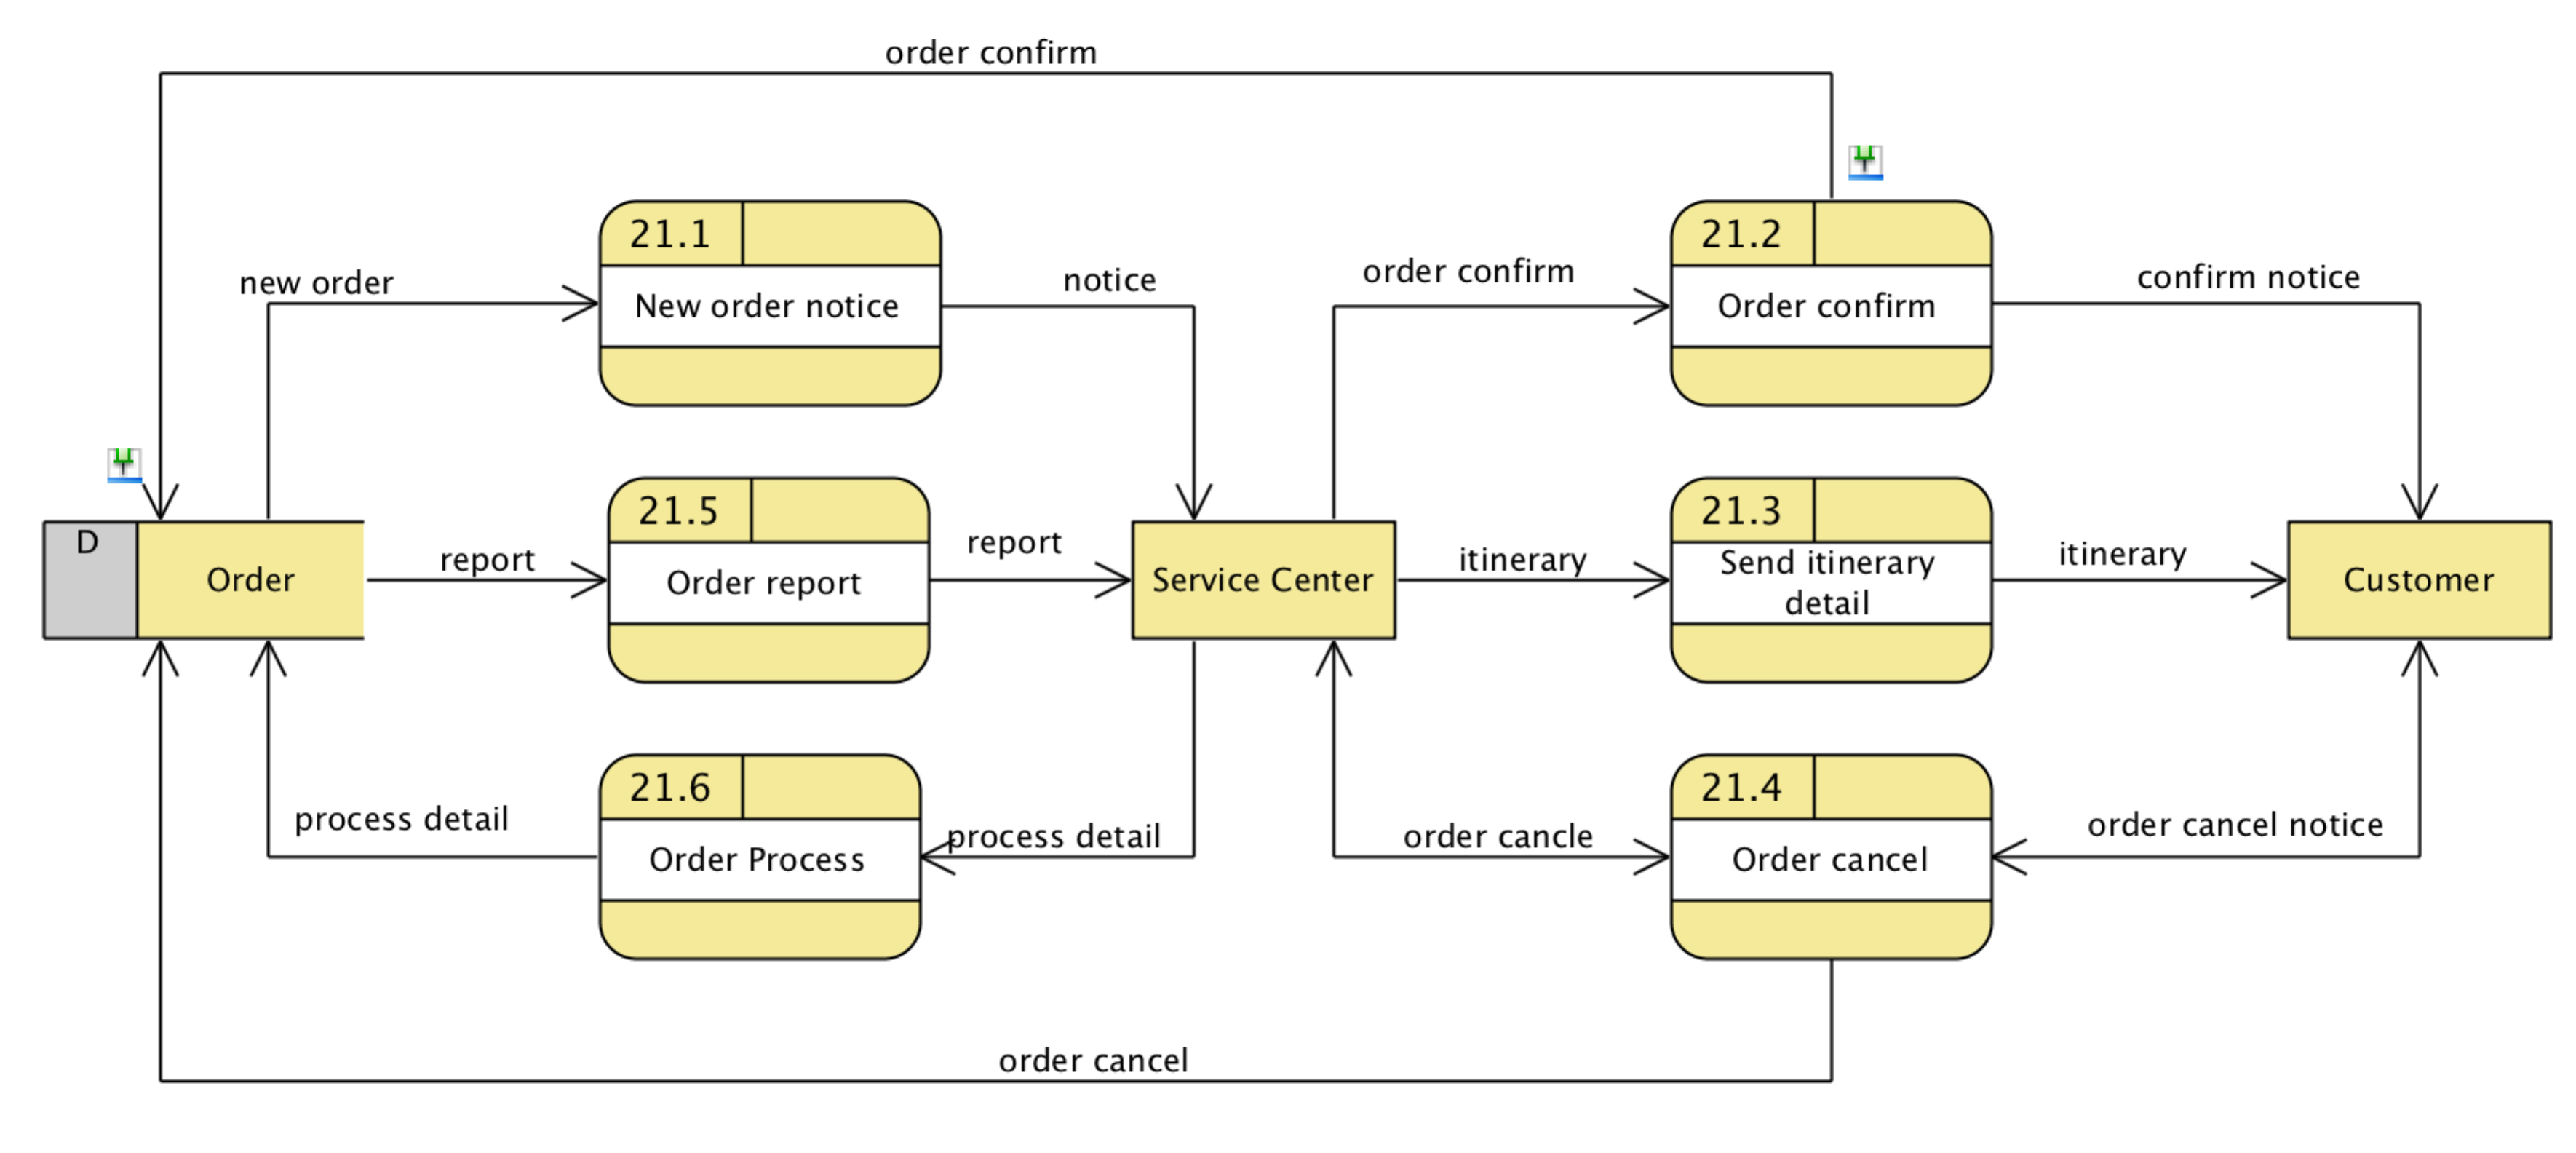 order confirm
21.1
21.2
new order
notice
order confirm
confirm notice
New order notice
Order confirm
21.5
21.3
D
report
report
itinerary
itinerary
Order
Order report
Service Center
Send itinerary
detail
Customer
21.6
21.4
process detail
process detail
order cancle
order cancel notice
Order Process
Order cancel
order cancel